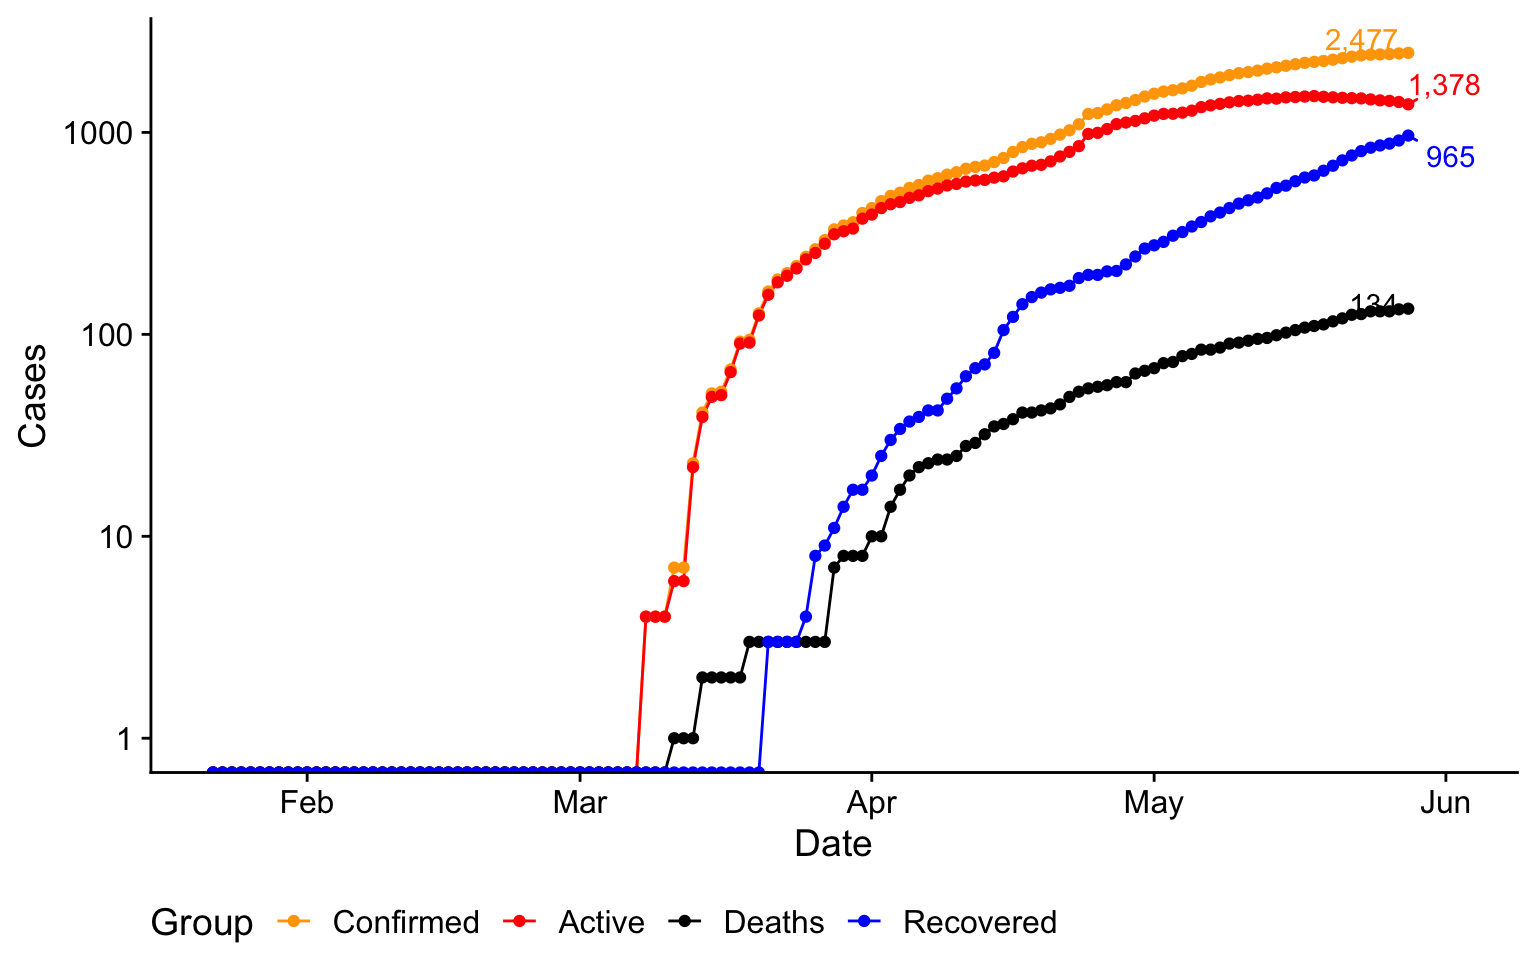 2,477
1,378
1000
965
134
100
10
1
Cases
Feb Mar Apr May Jun
Date
Group Confirmed Active Deaths Recovered